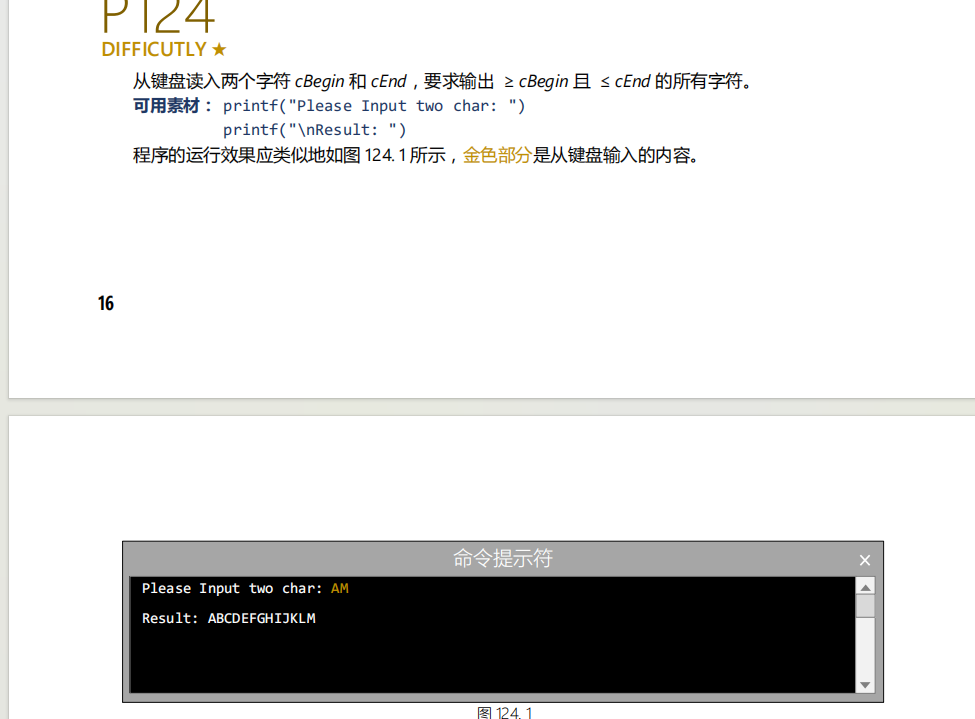 P124
DIFFICUTLY ★
从键盘读入两个字符 cBegin 和 cEnd，要求输出 ≥ cBegin 且 ≤ cEnd 的所有字符。
可用素材： printf("Please Input two char: ")
printf("\nResult: ")
程序的运行效果应类似地如图 124. 1 所示，金色部分是从键盘输入的内容。
16
命令提示符 ×
Please Input two char: AM
Result: ABCDEFGHIJKLM
图 124. 1